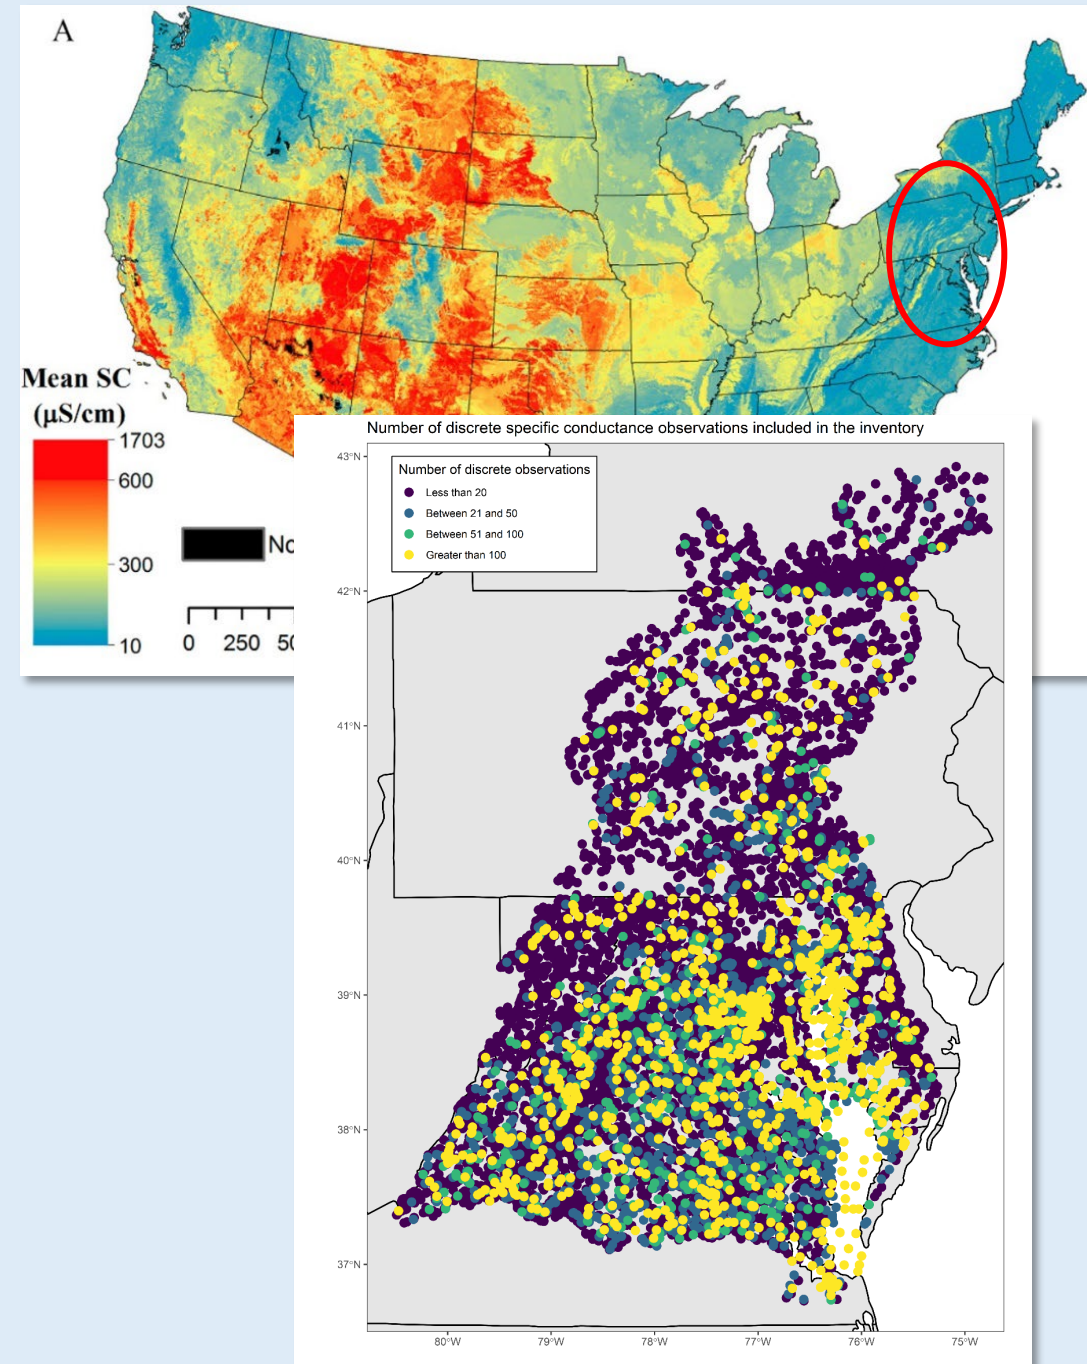 A
Mean SC
(µS/cm)
1703
600
300
10
0 250
Number of discrete specific conductance observations included in the inventory
Number of discrete observations
Less than 20
Between 21 and 50
Between 51 and 100
Greater than 100
43°N
42°N
41°N
40°N
39°N
38°N
37°N
80°W 79°W 78°W 77°W 76°W 75°W